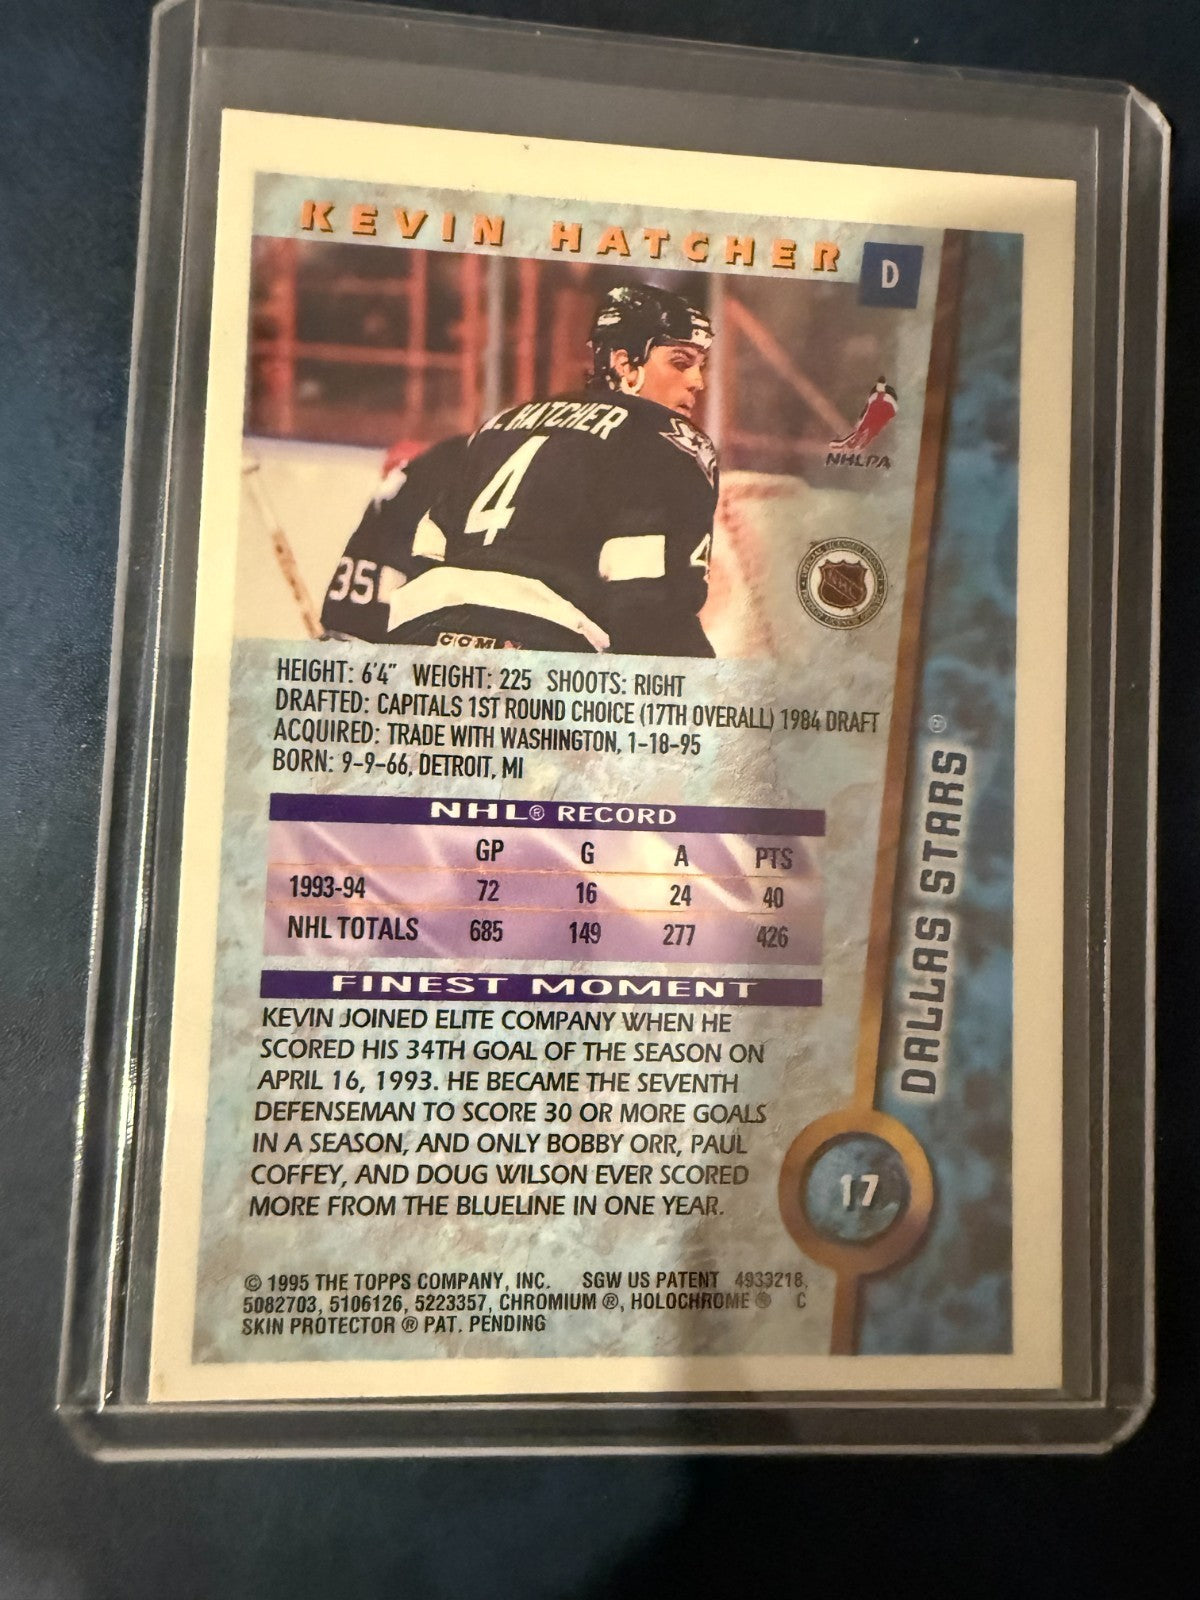 KEVIN HATCHER
D
K. HATCHER
4
4
35
CCM
NHLPA
HEIGHT: 6'4" WEIGHT: 225 SHOOTS: RIGHT
DRAFTED: CAPITALS 1ST ROUND CHOICE (17TH OVERALL) 1984 DRAFT
ACQUIRED: TRADE WITH WASHINGTON, 1-18-95
BORN: 9-9-66, DETROIT, MI
NHL® RECORD
GP G A PTS
1993-94 72 16 24 40
NHL TOTALS 685 149 277 426
FINEST MOMENT
KEVIN JOINED ELITE COMPANY WHEN HE
SCORED HIS 34TH GOAL OF THE SEASON ON
APRIL 16, 1993. HE BECAME THE SEVENTH
DEFENSEMAN TO SCORE 30 OR MORE GOALS
IN A SEASON, AND ONLY BOBBY ORR, PAUL
COFFEY, AND DOUG WILSON EVER SCORED
MORE FROM THE BLUELINE IN ONE YEAR.
DALLAS STARS®
17
© 1995 THE TOPPS COMPANY, INC. SGW US PATENT 4933218,
5082703, 5106126, 5223357, CHROMIUM ®, HOLOCHROME ® C
SKIN PROTECTOR ® PAT. PENDING